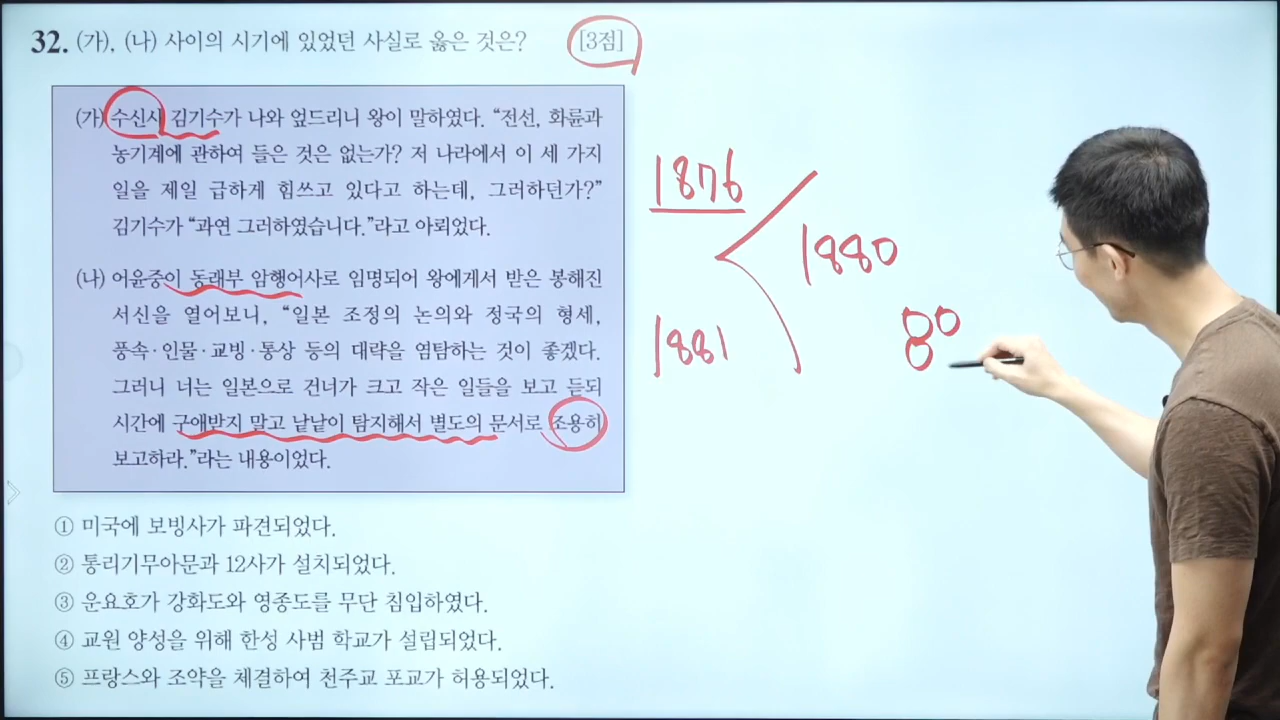 32. (가), (나) 사이의 시기에 있었던 사실로 옳은 것은? [3점]
(가) 수신사 김기수가 나와 엎드리니 왕이 말하였다. “전선, 화륜과
농기계에 관하여 들은 것은 없는가? 저 나라에서 이 세 가지
일을 제일 급하게 힘쓰고 있다고 하는데, 그러하던가?”
김기수가 “과연 그러하였습니다.”라고 아뢰었다.
(나) 어윤중이 동래부 암행어사로 임명되어 왕에게서 받은 봉해진
서신을 열어보니, “일본 조정의 논의와 정국의 형세,
풍속·인물·교빙·통상 등의 대략을 염탐하는 것이 좋겠다.
그러니 너는 일본으로 건너가 크고 작은 일들을 보고 듣되
시간에 구애받지 말고 낱낱이 탐지해서 별도의 문서로 조용히
보고하라.”라는 내용이었다.
① 미국에 보빙사가 파견되었다.
② 통리기무아문과 12사가 설치되었다.
③ 운요호가 강화도와 영종도를 무단 침입하였다.
④ 교원 양성을 위해 한성 사범 학교가 설립되었다.
⑤ 프랑스와 조약을 체결하여 천주교 포교가 허용되었다.
1876
1880
1881
80